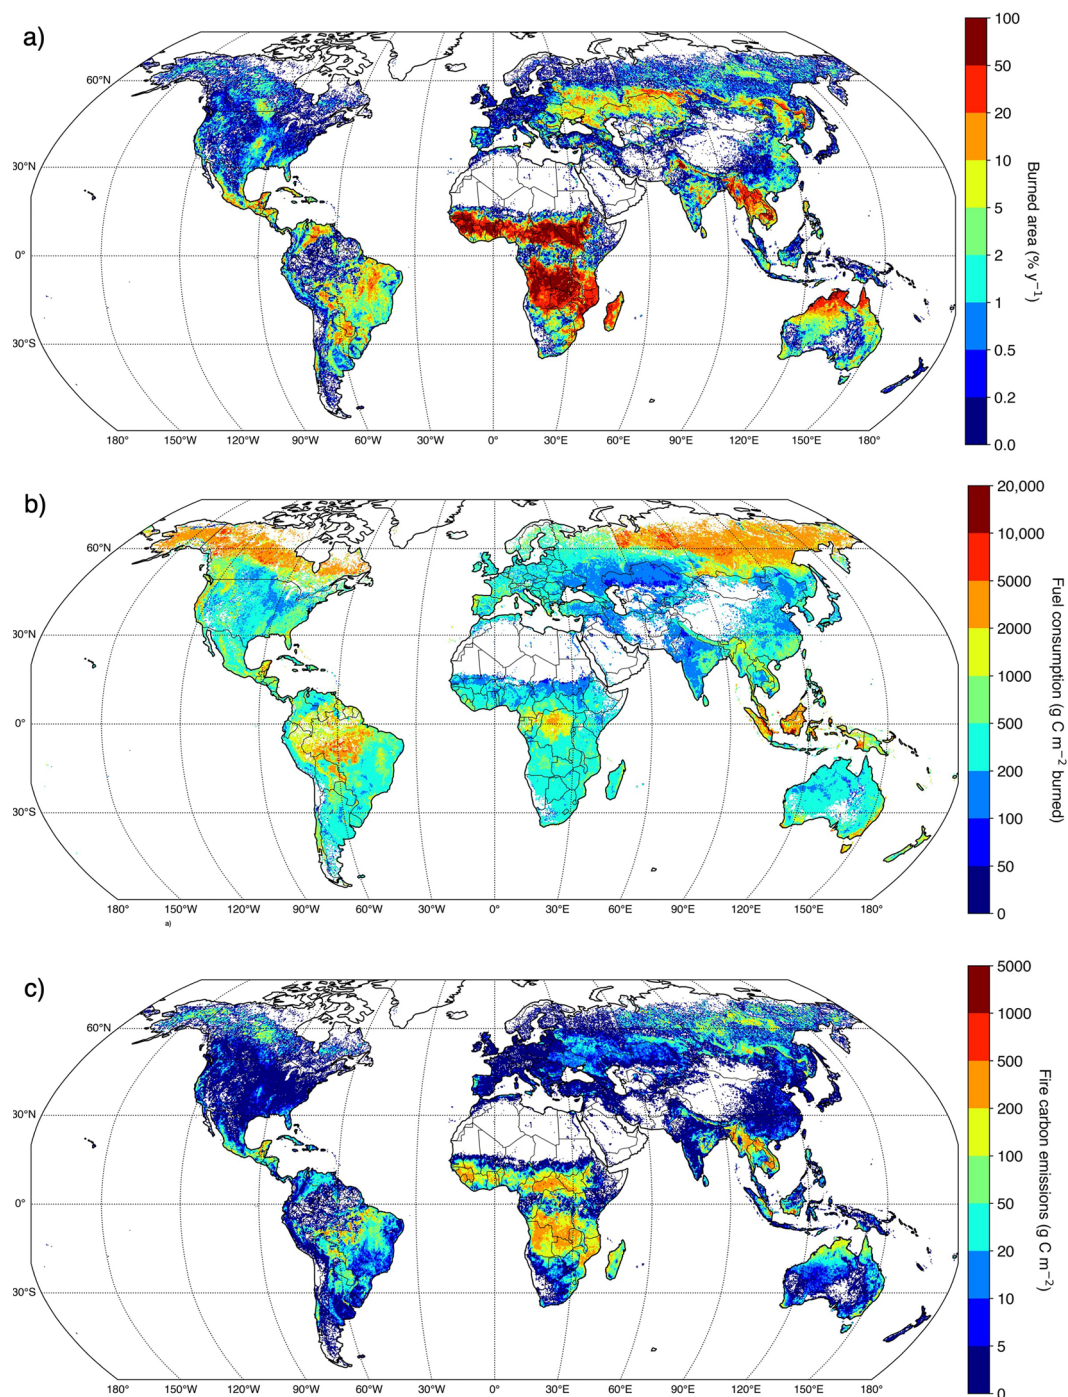 a)
60°N
30°N
0°
30°S
180°
150°W
120°W
90°W
60°W
30°W
0°
30°E
60°E
90°E
120°E
150°E
180°
100
50
20
10
5
2
1
0.5
0.2
0.0
Burned area (% y⁻¹)
b)
60°N
30°N
0°
30°S
180°
150°W
120°W
90°W
60°W
30°W
0°
30°E
60°E
90°E
120°E
150°E
180°
a)
20,000
10,000
5000
2000
1000
500
200
100
50
0
Fuel consumption (g C m⁻² burned)
c)
60°N
30°N
0°
30°S
180°
150°W
120°W
90°W
60°W
30°W
0°
30°E
60°E
90°E
120°E
150°E
180°
5000
1000
500
200
100
50
20
10
5
0
Fire carbon emissions (g C m⁻²)